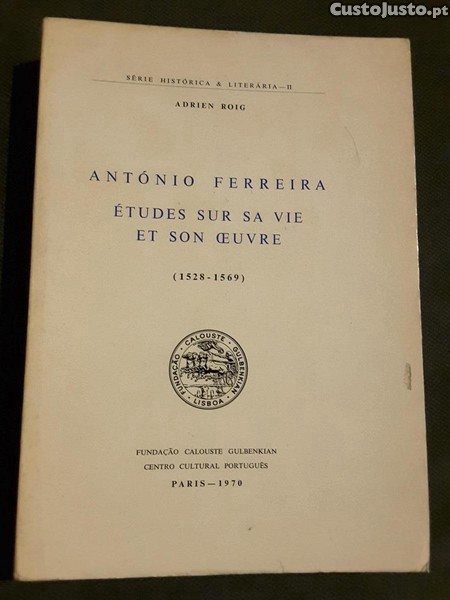 CustoJusto.pt
SÉRIE HISTÓRICA & LITERÁRIA — II
ADRIEN ROIG
ANTÓNIO FERREIRA
ÉTUDES SUR SA VIE
ET SON ŒUVRE
(1528-1569)
FUNDAÇÃO · CALOUSTE · GULBENKIAN
· LISBOA ·
FUNDAÇÃO CALOUSTE GULBENKIAN
CENTRO CULTURAL PORTUGUÊS
PARIS — 1970